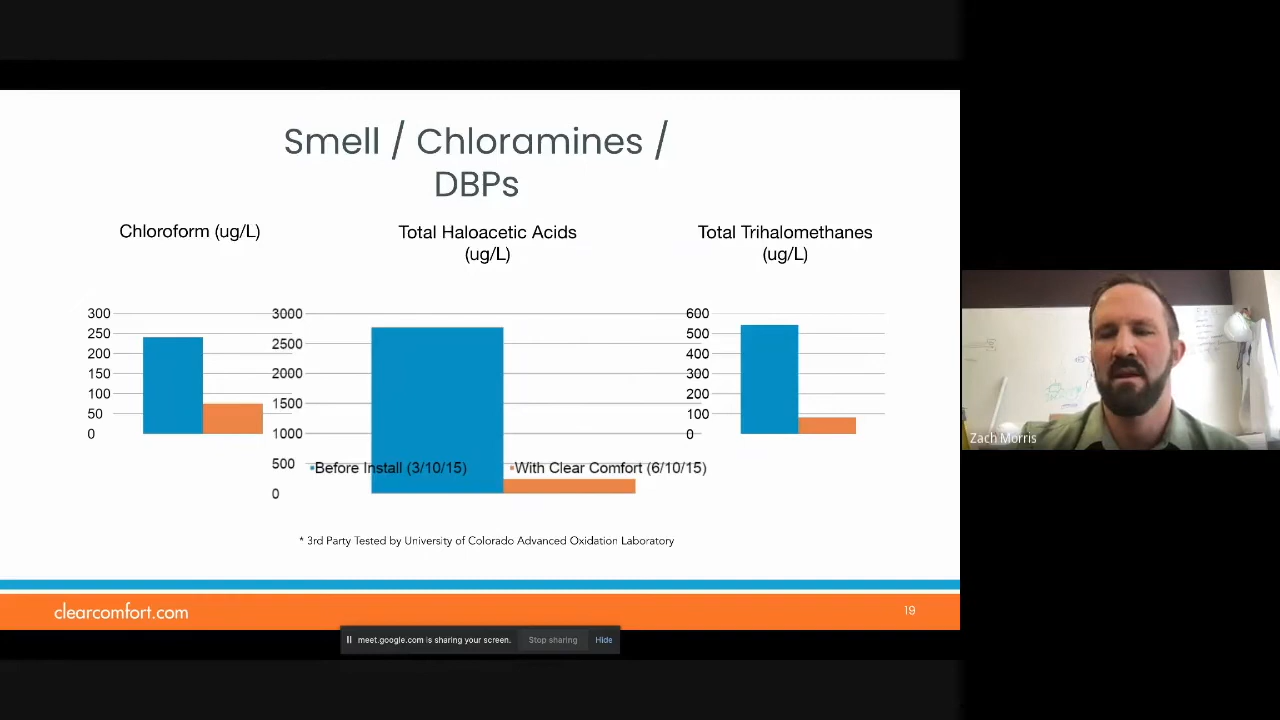 Smell / Chloramines /
DBPs
Chloroform (ug/L)
Total Haloacetic Acids
(ug/L)
Total Trihalomethanes
(ug/L)
300
250
200
150
100
50
0
3000
2500
2000
1500
1000
500
0
600
500
400
300
200
100
0
Before Install (3/10/15)
With Clear Comfort (6/10/15)
* 3rd Party Tested by University of Colorado Advanced Oxidation Laboratory
clearcomfort.com
19
meet.google.com is sharing your screen.
Stop sharing
Hide
Zach Morris